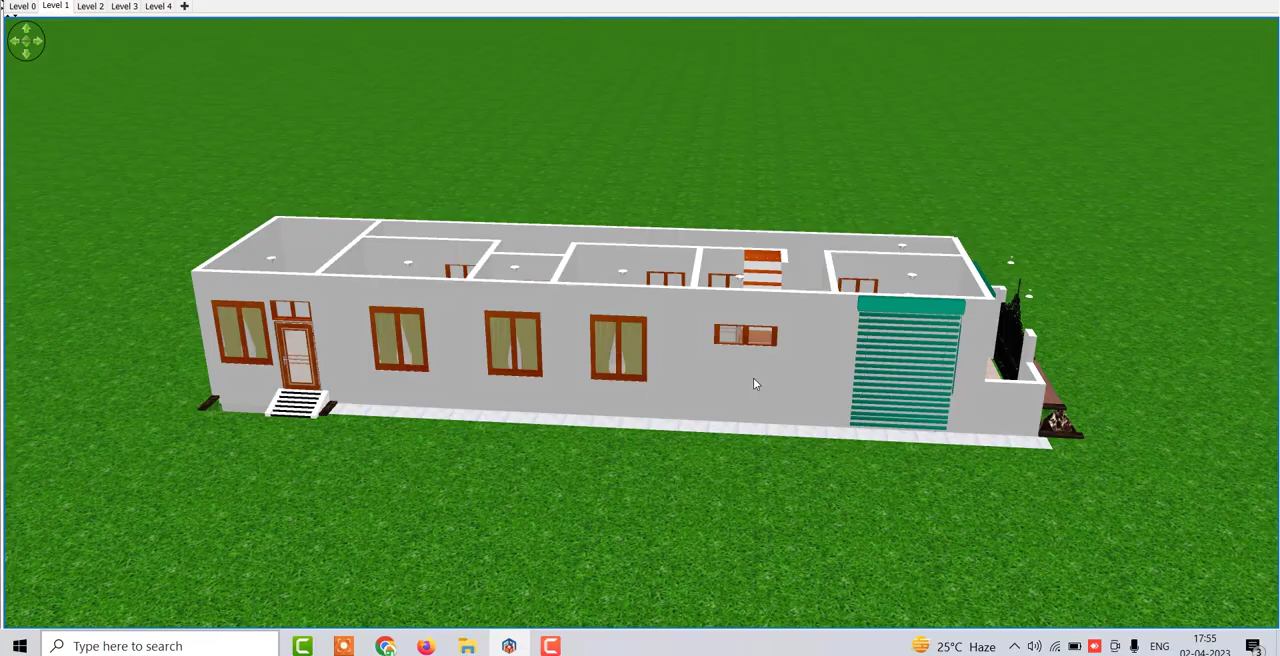 Level 0 Level 1 Level 2 Level 3 Level 4
Type here to search
25°C Haze
ENG
17:55
02-04-2023
3